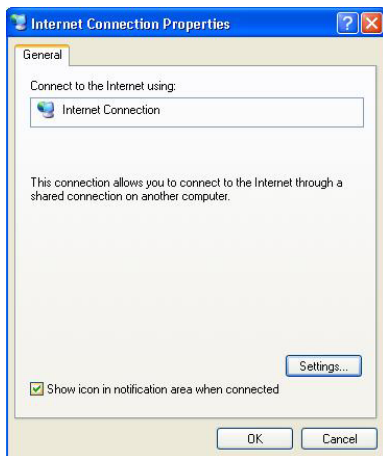 Internet Connection Properties
General
Connect to the Internet using:
Internet Connection
This connection allows you to connect to the Internet through a
shared connection on another computer.
Settings...
Show icon in notification area when connected
OK
Cancel